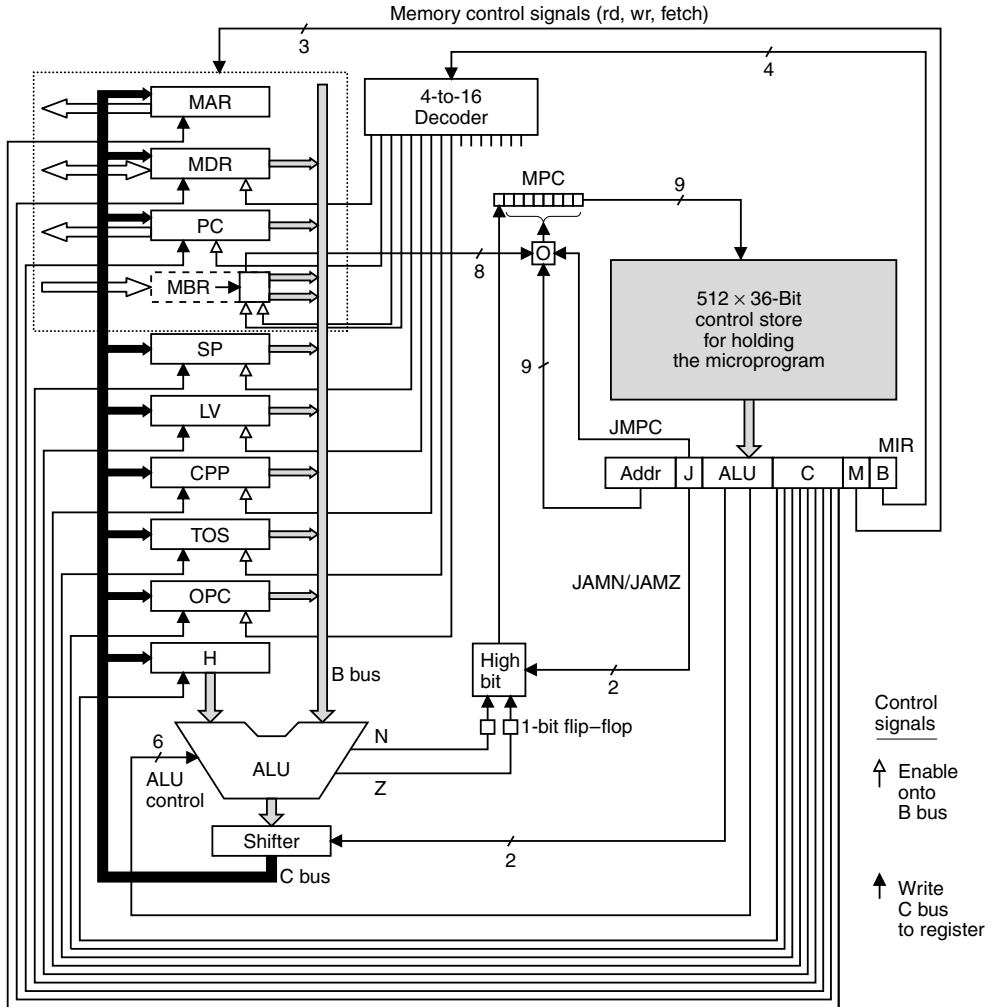 Memory control signals (rd, wr, fetch)
3
4
MAR
4-to-16
Decoder
MDR
MPC
9
PC
8
O
MBR
512 × 36-Bit
control store
for holding
the microprogram
SP
9
LV
JMPC
MIR
Addr
J
ALU
C
M
B
CPP
TOS
JAMN/JAMZ
OPC
H
High
bit
2
B bus
1-bit flip–flop
N
6
ALU
control
ALU
Z
Shifter
2
C bus
Control
signals
Enable
onto
B bus
Write
C bus
to register